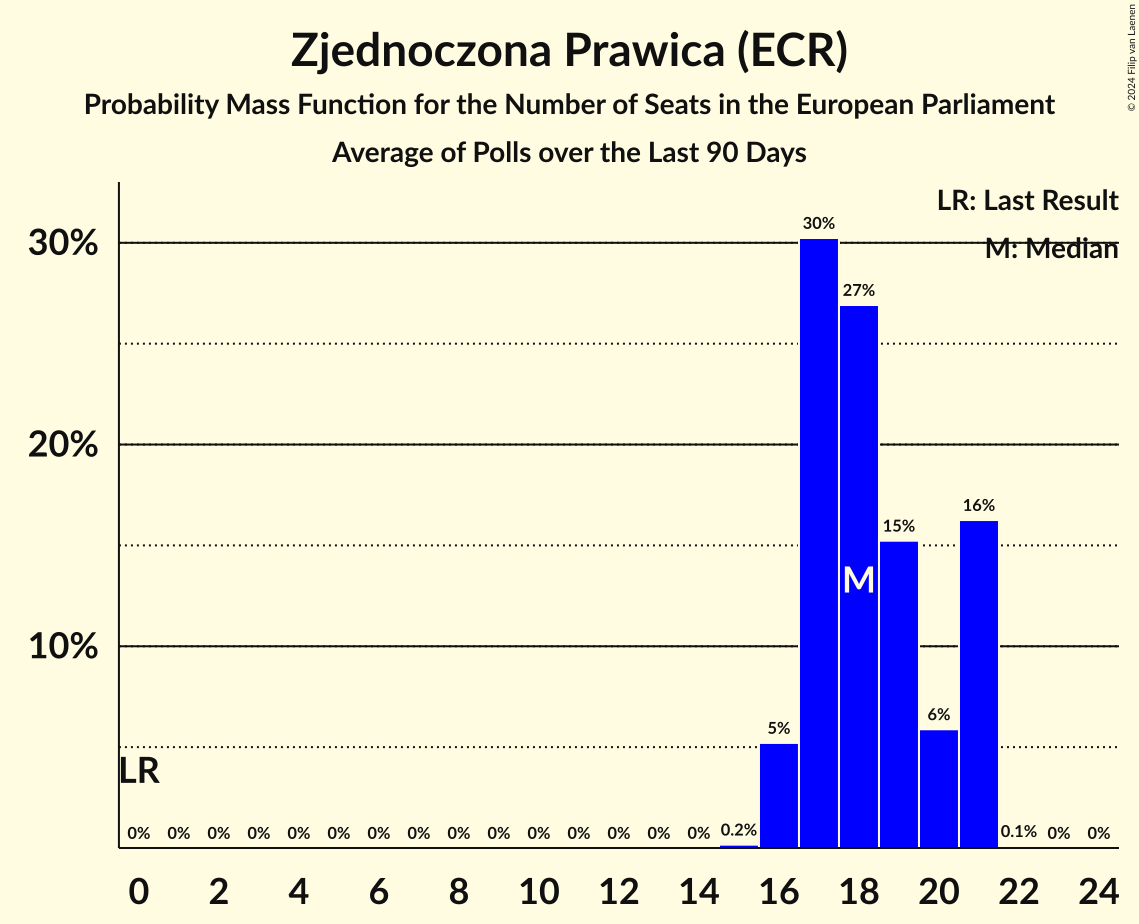 Zjednoczona Prawica (ECR)
Probability Mass Function for the Number of Seats in the European Parliament
Average of Polls over the Last 90 Days
© 2024 Filip van Laenen
LR: Last Result
M: Median
30%
20%
10%
30%
27%
16%
15%
M
6%
5%
LR
0% 0% 0% 0% 0% 0% 0% 0% 0% 0% 0% 0% 0% 0% 0% 0.2% 0.1% 0% 0%
0 2 4 6 8 10 12 14 16 18 20 22 24